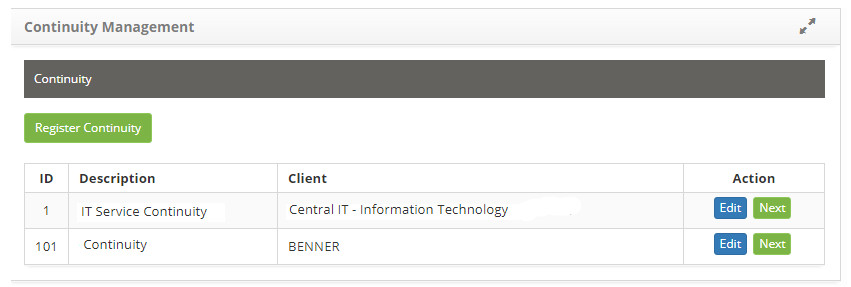 Continuity Management
Continuity
Register Continuity
ID Description Client Action
1 IT Service Continuity Central IT - Information Technology Edit Next
101 Continuity BENNER Edit Next